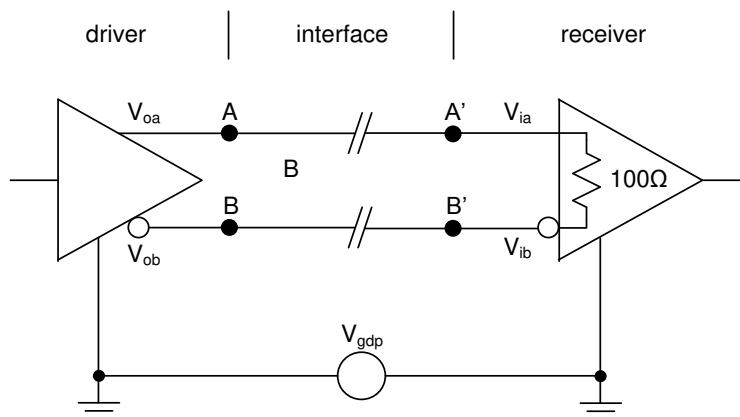 driver interface receiver
Voa A A' Via
B 100Ω
B B'
Vob Vib
Vgdp